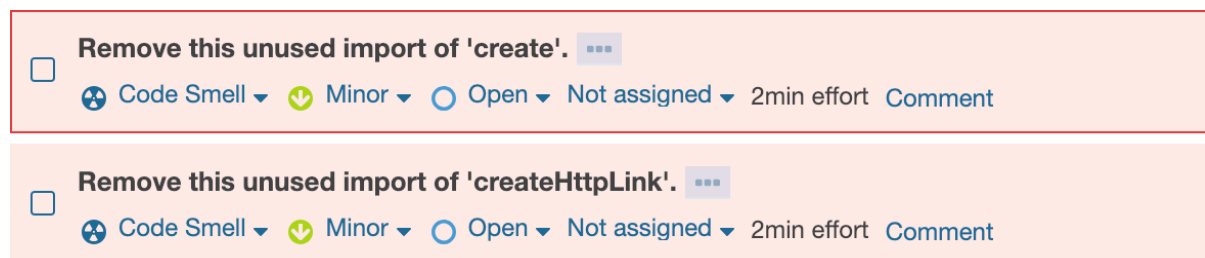 Remove this unused import of 'create'.
Code Smell Minor Open Not assigned 2min effort Comment
Remove this unused import of 'createHttpLink'.
Code Smell Minor Open Not assigned 2min effort Comment